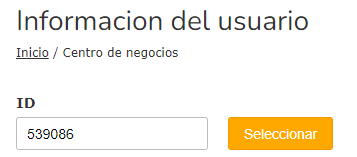 Informacion del usuario
Inicio / Centro de negocios
ID
539086
Seleccionar